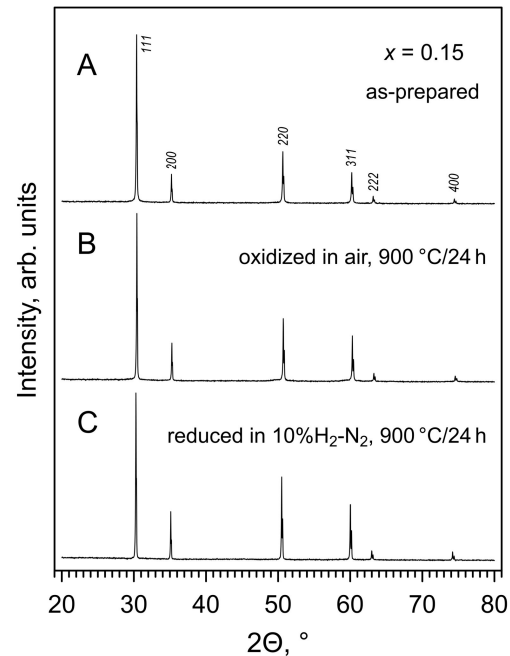 A
x = 0.15
as-prepared
111
200
220
311
222
400
B
oxidized in air, 900 °C/24 h
C
reduced in 10%H₂-N₂, 900 °C/24 h
Intensity, arb. units
20 30 40 50 60 70 80
2Θ, °